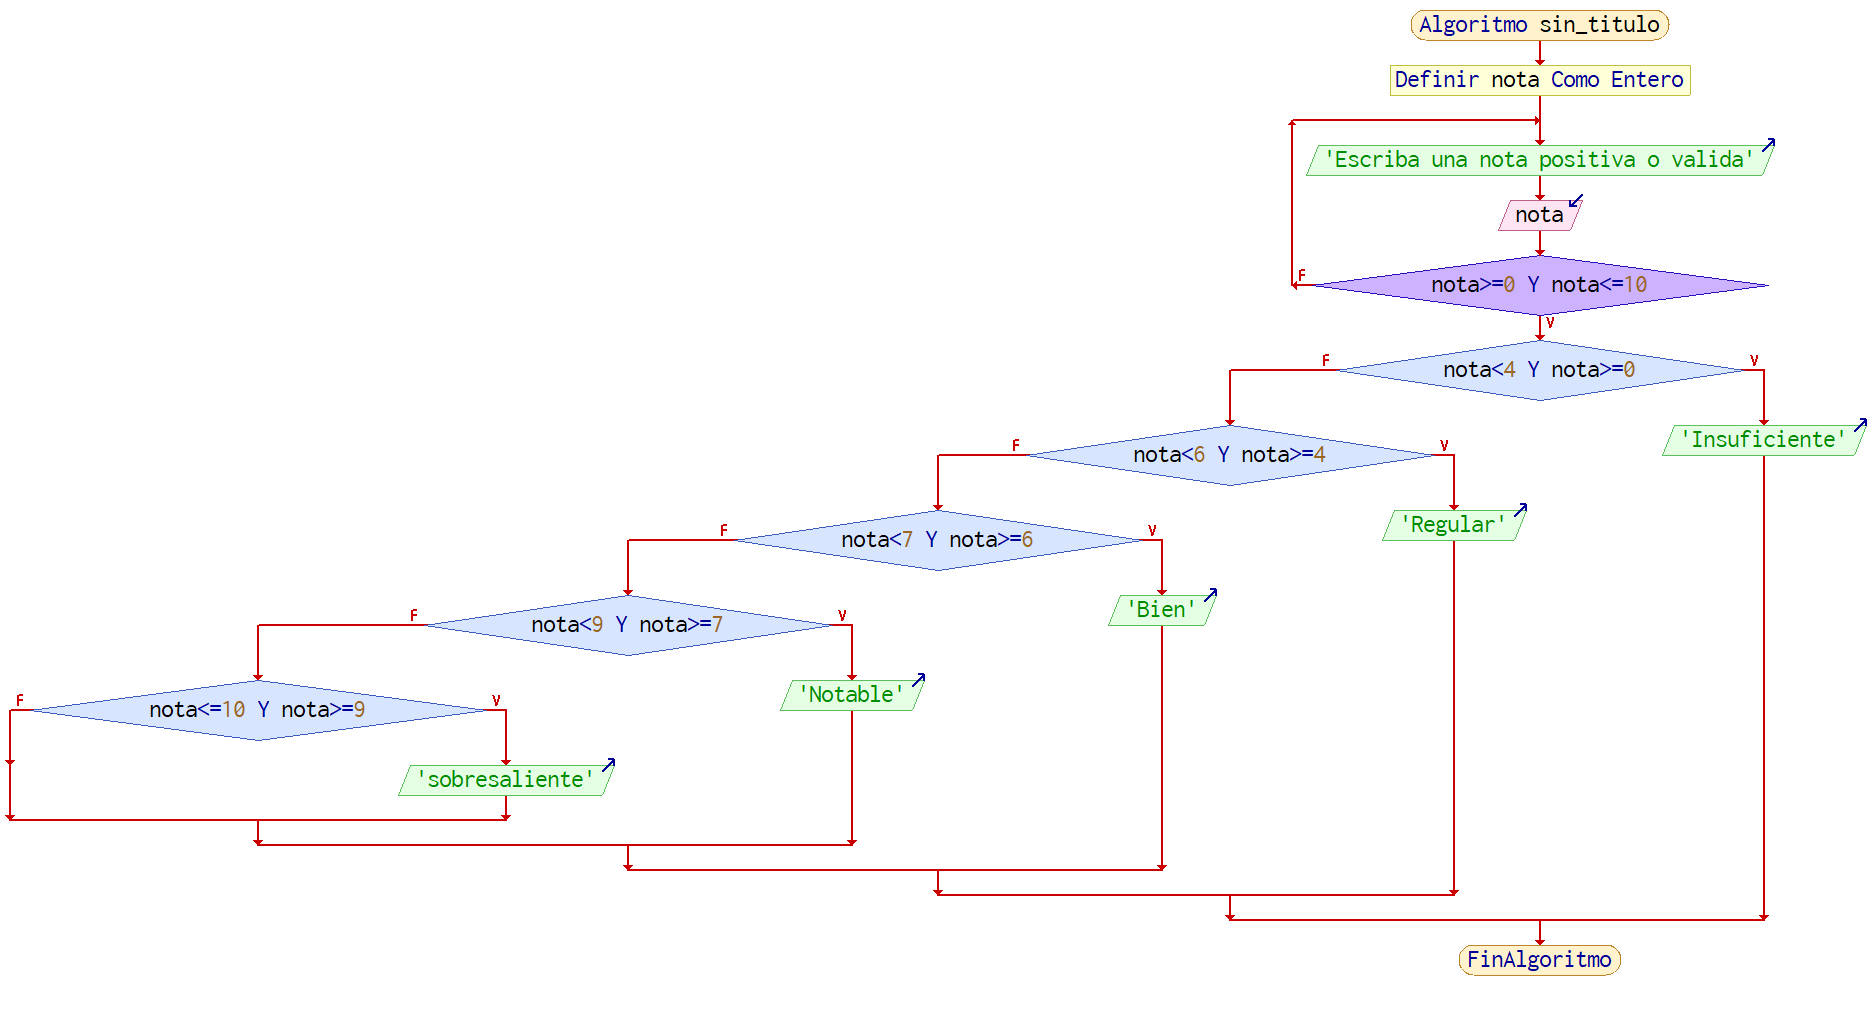 Algoritmo sin_titulo
Definir nota Como Entero
'Escriba una nota positiva o valida'
nota
nota>=0 Y nota<=10
F
V
nota<4 Y nota>=0
F
V
'Insuficiente'
nota<6 Y nota>=4
F
V
'Regular'
nota<7 Y nota>=6
F
V
'Bien'
nota<9 Y nota>=7
F
V
'Notable'
nota<=10 Y nota>=9
F
V
'sobresaliente'
FinAlgoritmo